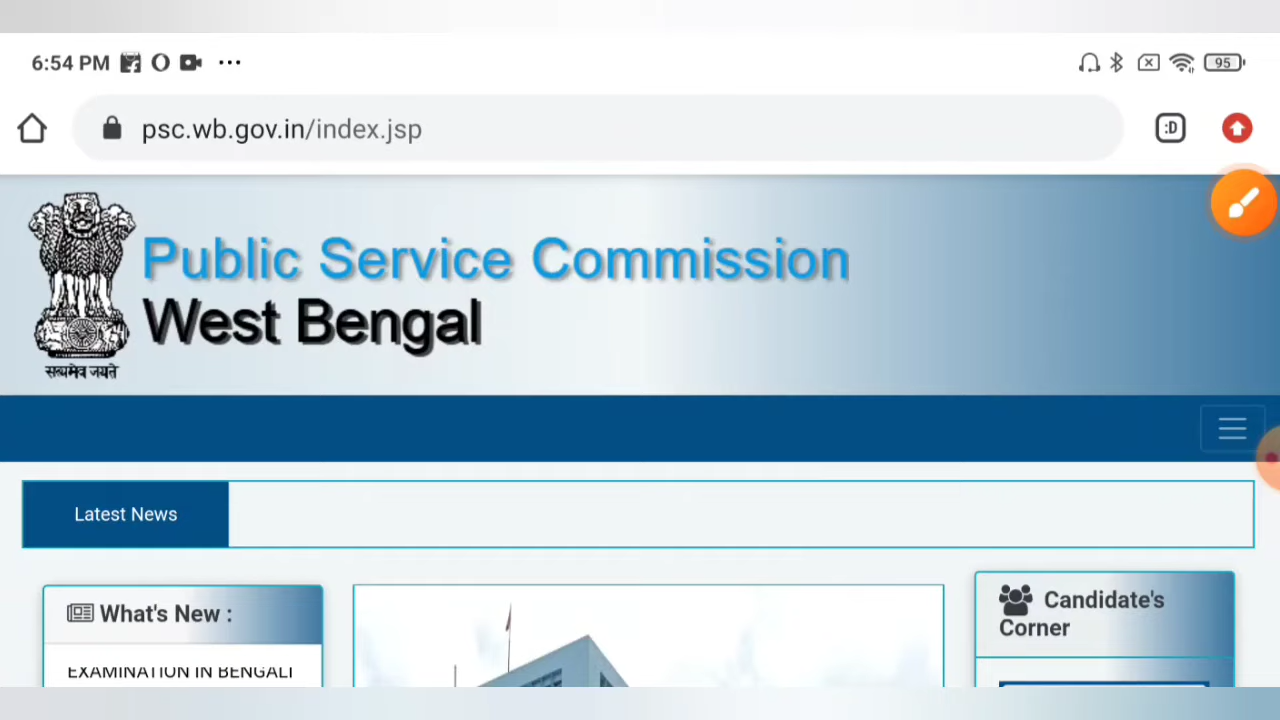 6:54 PM
95
psc.wb.gov.in/index.jsp
:D
Public Service Commission
West Bengal
सत्यमेव जयते
Latest News
What's New :
EXAMINATION IN BENGALI
Candidate's
Corner